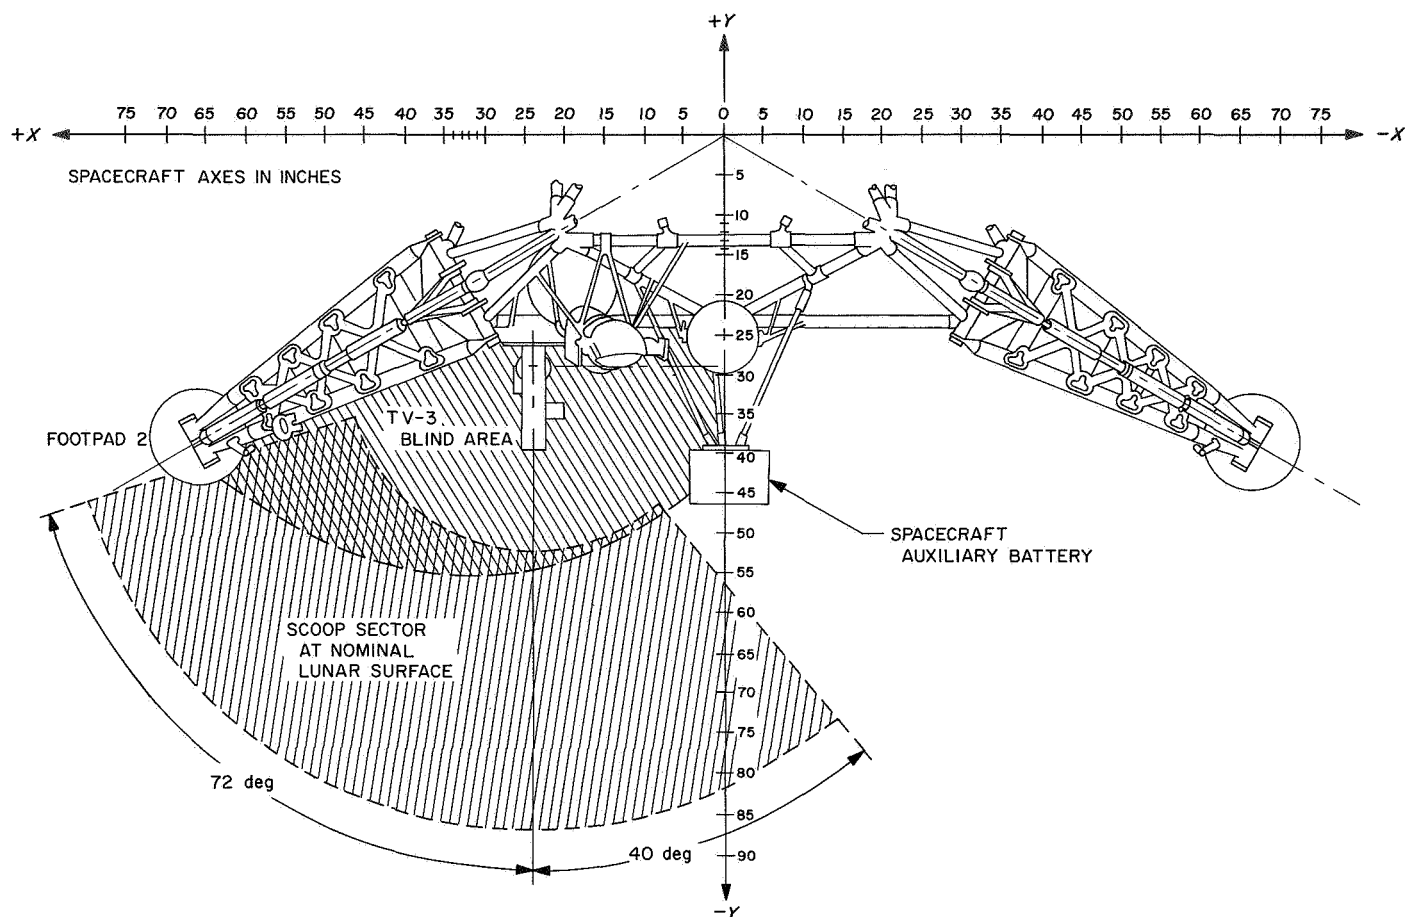 +Y
+X 75 70 65 60 55 50 45 40 35 30 25 20 15 10 5 0 5 10 15 20 25 30 35 40 45 50 55 60 65 70 75 -X
SPACECRAFT AXES IN INCHES
5
10
15
20
25
30
35
40
45
50
55
60
65
70
75
80
85
90
-Y
TV-3
BLIND AREA
FOOTPAD 2
SPACECRAFT
AUXILIARY BATTERY
SCOOP SECTOR
AT NOMINAL
LUNAR SURFACE
72 deg
40 deg